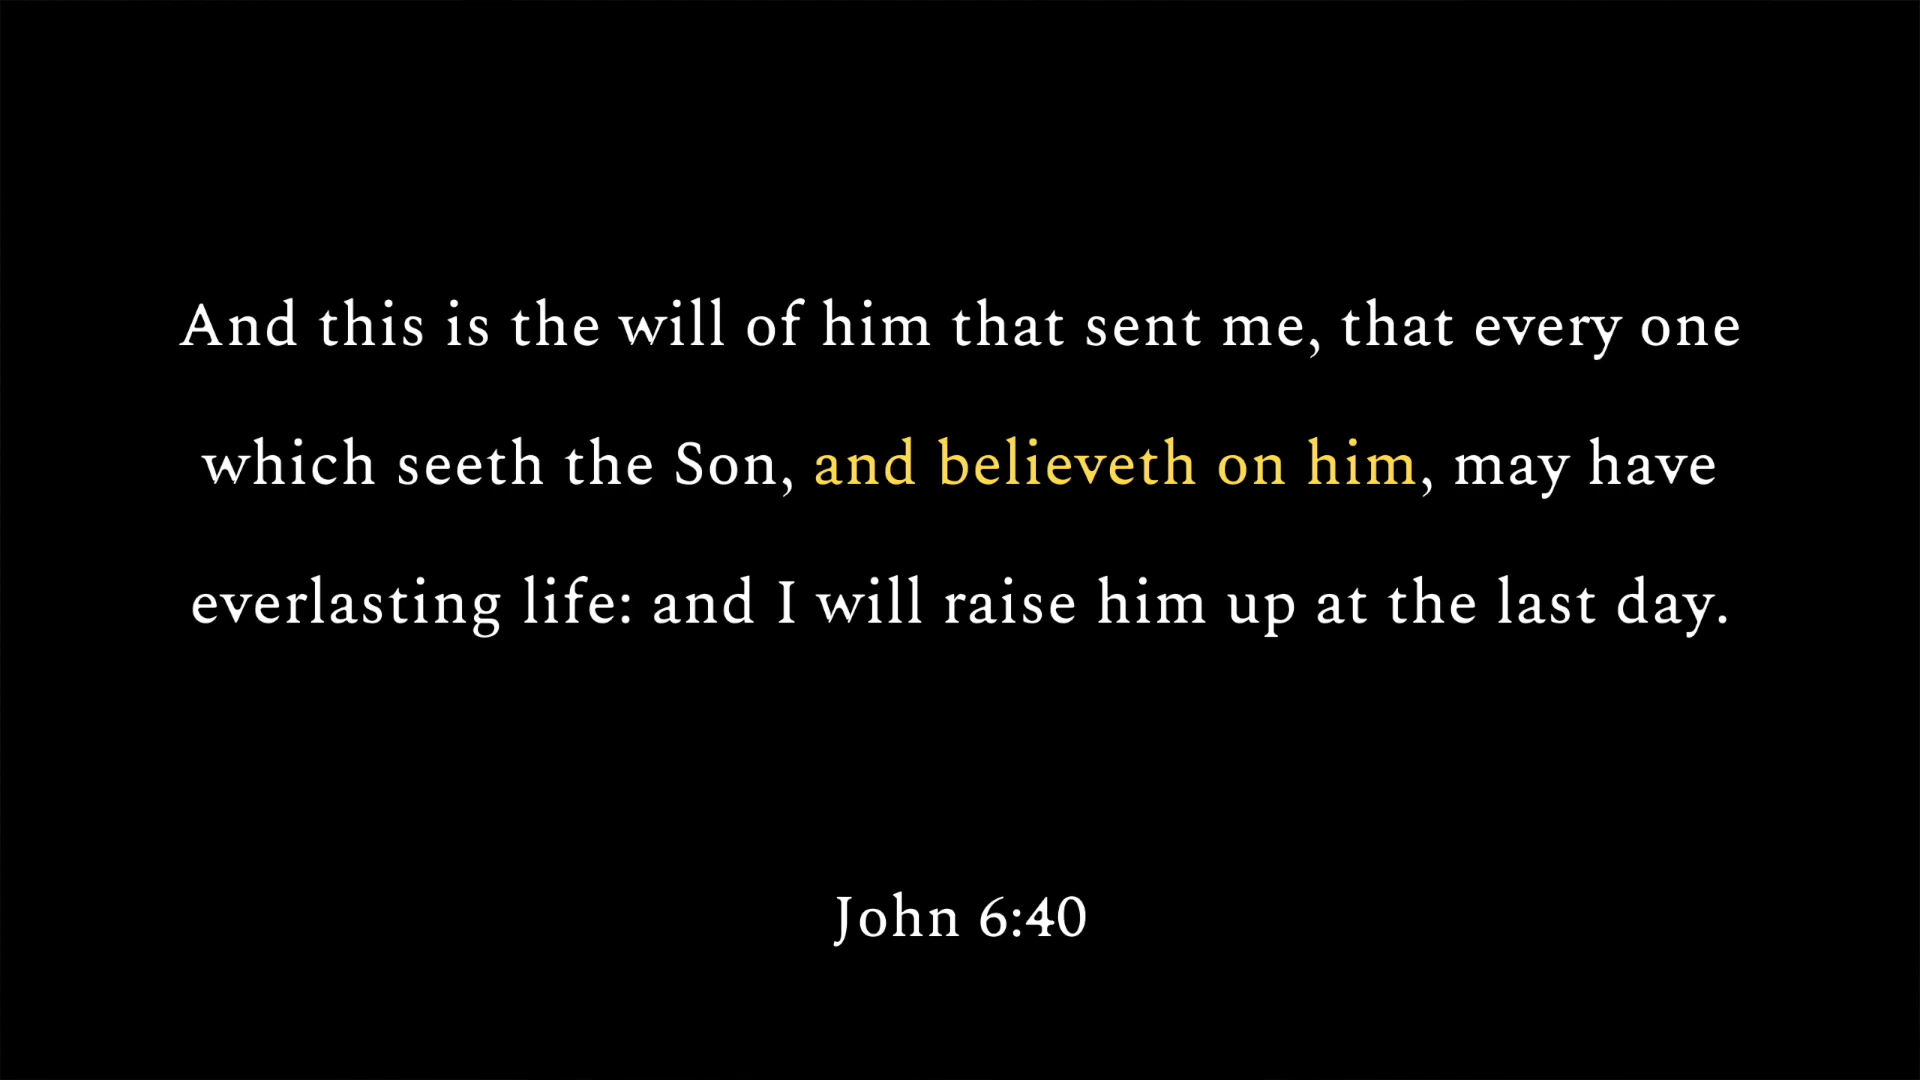 And this is the will of him that sent me, that every one
which seeth the Son, and believeth on him, may have
everlasting life: and I will raise him up at the last day.
John 6:40